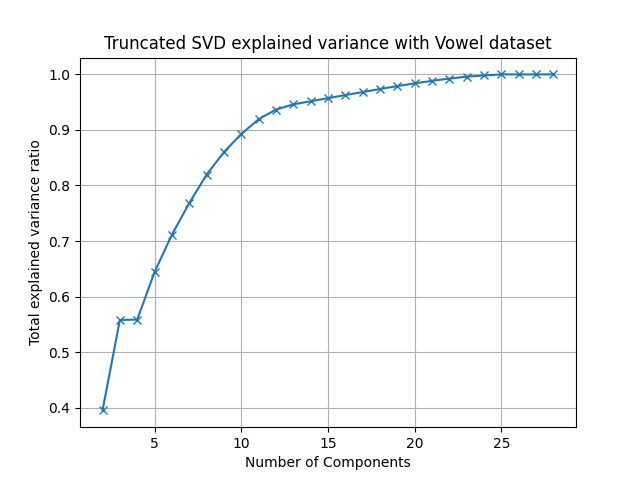 Truncated SVD explained variance with Vowel dataset
Total explained variance ratio
1.0
0.9
0.8
0.7
0.6
0.5
0.4
5 10 15 20 25
Number of Components